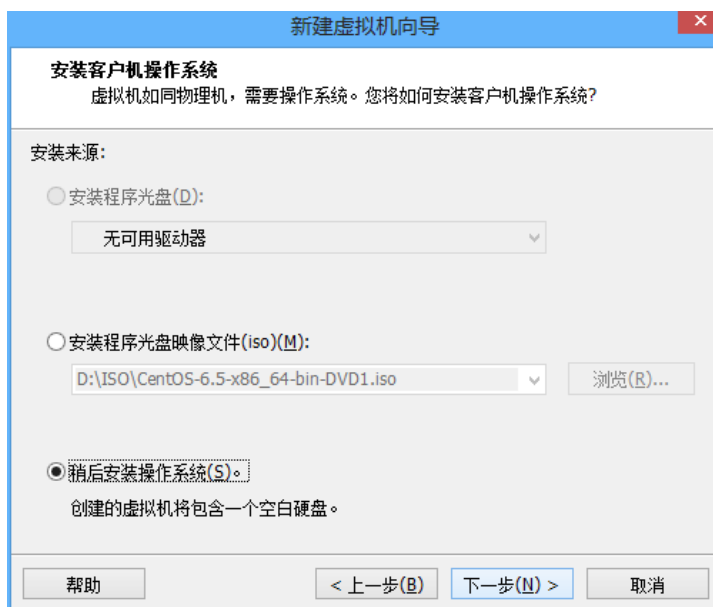 新建虚拟机向导
安装客户机操作系统
虚拟机如同物理机，需要操作系统。您将如何安装客户机操作系统?
安装来源:
安装程序光盘(D):
无可用驱动器
安装程序光盘映像文件(iso)(M):
D:\ISO\CentOS-6.5-x86_64-bin-DVD1.iso
浏览(R)...
稍后安装操作系统(S)。
创建的虚拟机将包含一个空白硬盘。
帮助
< 上一步(B)
下一步(N) >
取消